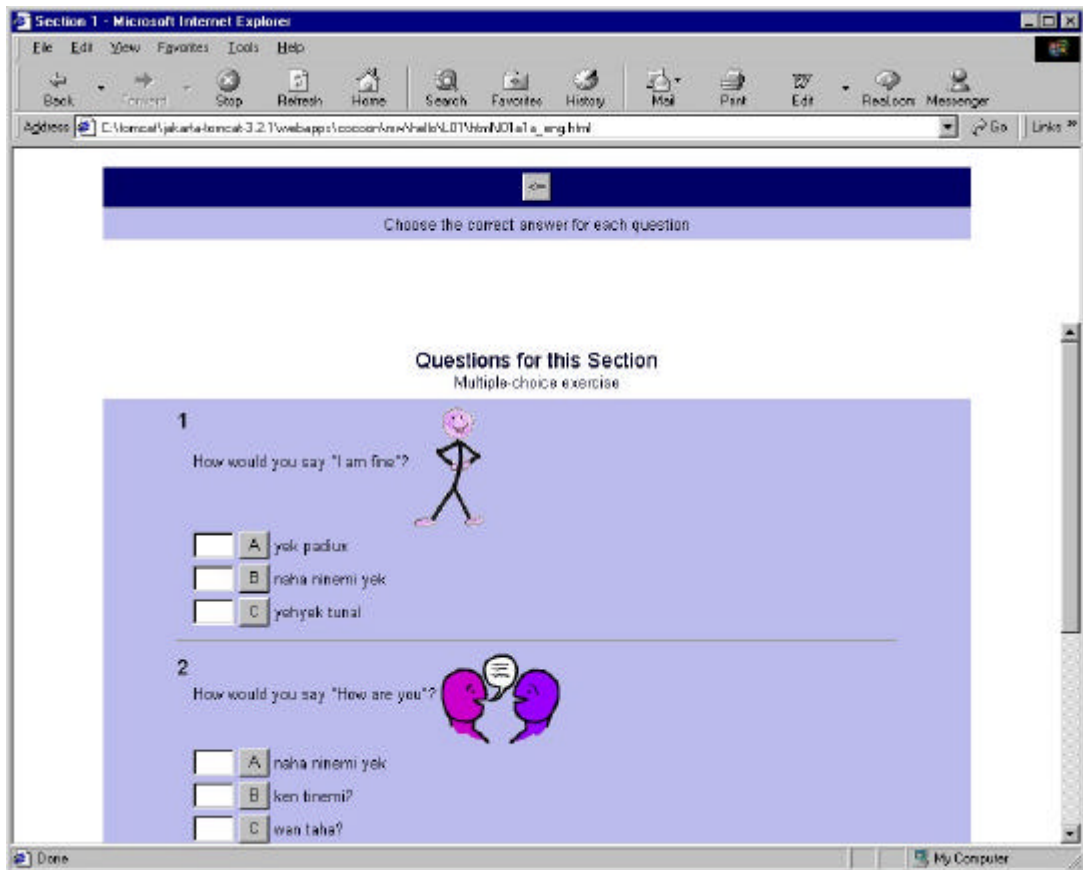 Section 1 - Microsoft Internet Explorer
File Edit View Favorites Tools Help
Back Forward Stop Refresh Home Search Favorites History Mail Print Edit Messenger
Address Go Links »
<=
Choose the correct answer for each question
Questions for this Section
Multiple-choice exercise
1
How would you say "I am fine"?
A yek padiux
B naha ninemi yek
C yehyek tunal
2
How would you say "How are you"?
A naha ninemi yek
B ken tinemi?
C wan taha?
Done My Computer